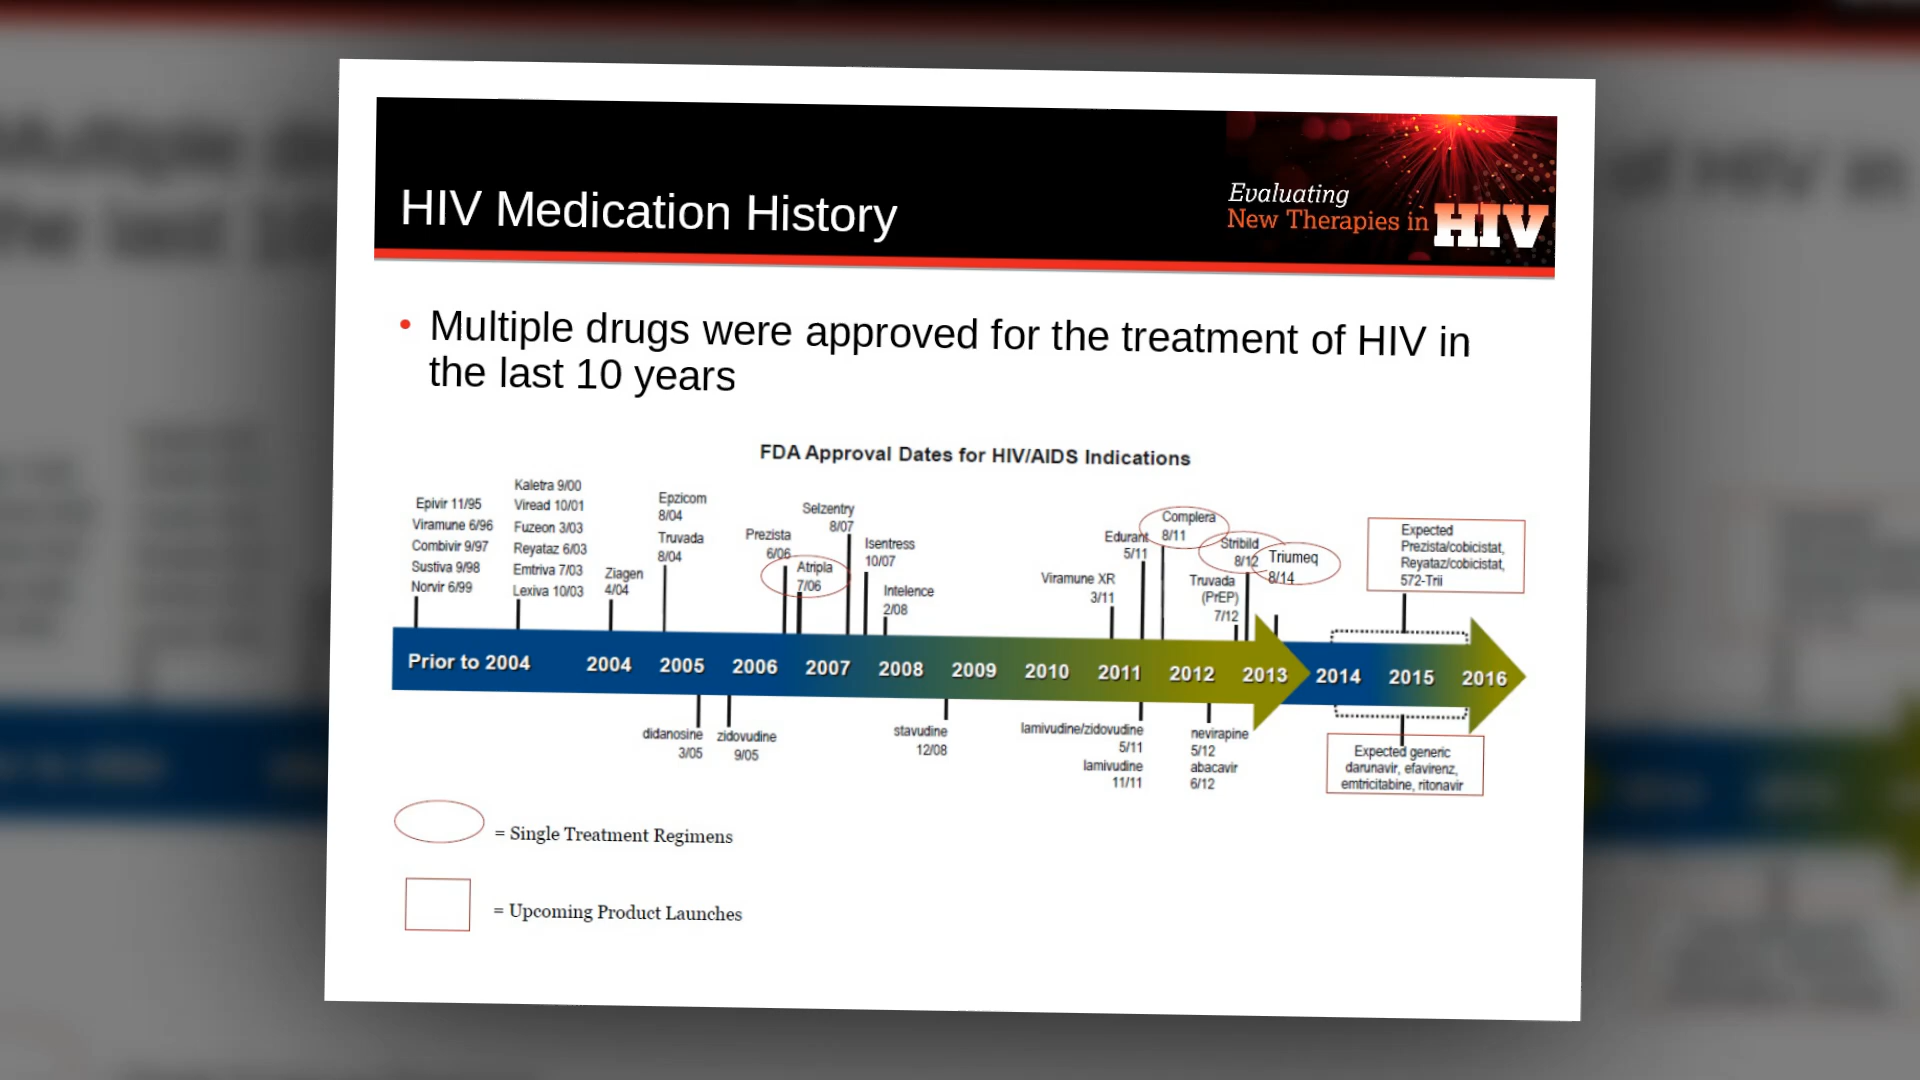 HIV Medication History
Evaluating
New Therapies in HIV
• Multiple drugs were approved for the treatment of HIV in
the last 10 years
FDA Approval Dates for HIV/AIDS Indications
Epivir 11/95
Viramune 6/96
Combivir 9/97
Sustiva 9/98
Norvir 6/99
Kaletra 9/00
Viread 10/01
Fuzeon 3/03
Reyataz 6/03
Emtriva 7/03
Lexiva 10/03
Ziagen
4/04
Epzicom
8/04
Truvada
8/04
Prezista
6/06
Atripla
7/06
Selzentry
8/07
Isentress
10/07
Intelence
2/08
Viramune XR
3/11
Edurant
5/11
Complera
8/11
Truvada
(PrEP)
7/12
Stribild
8/12
Triumeq
8/14
Expected
Prezista/cobicistat,
Reyataz/cobicistat,
572-Trii
Prior to 2004 2004 2005 2006 2007 2008 2009 2010 2011 2012 2013 2014 2015 2016
didanosine
3/05
zidovudine
9/05
stavudine
12/08
lamivudine/zidovudine
5/11
lamivudine
11/11
nevirapine
5/12
abacavir
6/12
Expected generic
darunavir, efavirenz,
emtricitabine, ritonavir
= Single Treatment Regimens
= Upcoming Product Launches